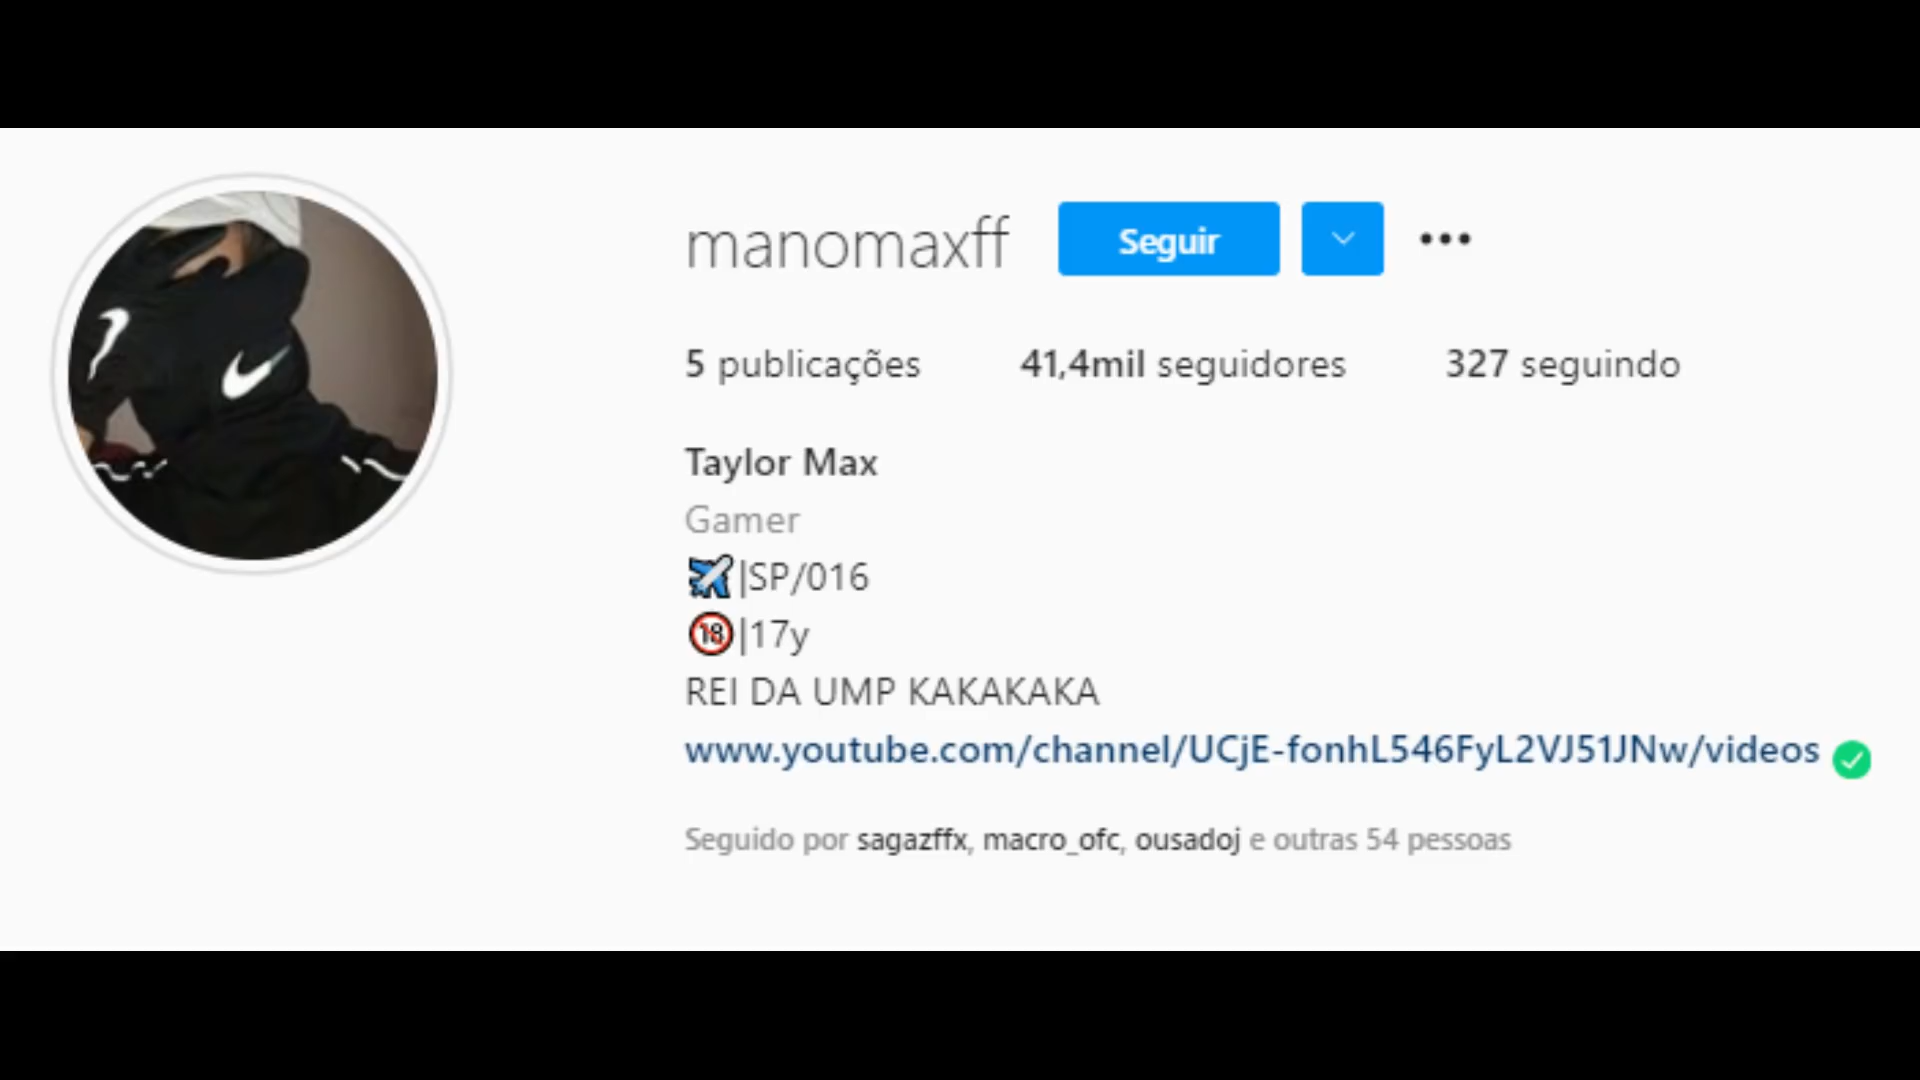 manomaxff Seguir
5 publicações 41,4mil seguidores 327 seguindo
Taylor Max
Gamer
✈️|SP/016
🔞|17y
REI DA UMP KAKAKAKA
www.youtube.com/channel/UCjE-fonhL546FyL2VJ51JNw/videos
Seguido por sagazffx, macro_ofc, ousadoj e outras 54 pessoas